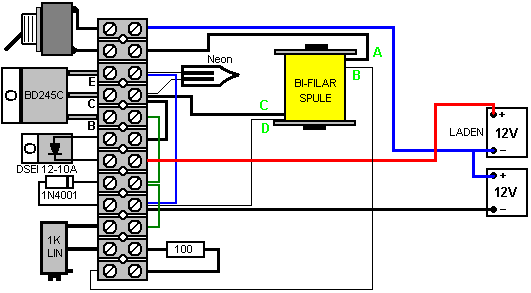 Neon
A
B
BI-FILAR
SPULE
E
BD245C
C
B
C
D
LADEN
+
12V
-
DSEI 12-10A
+
12V
-
1N4001
1K
LIN
100